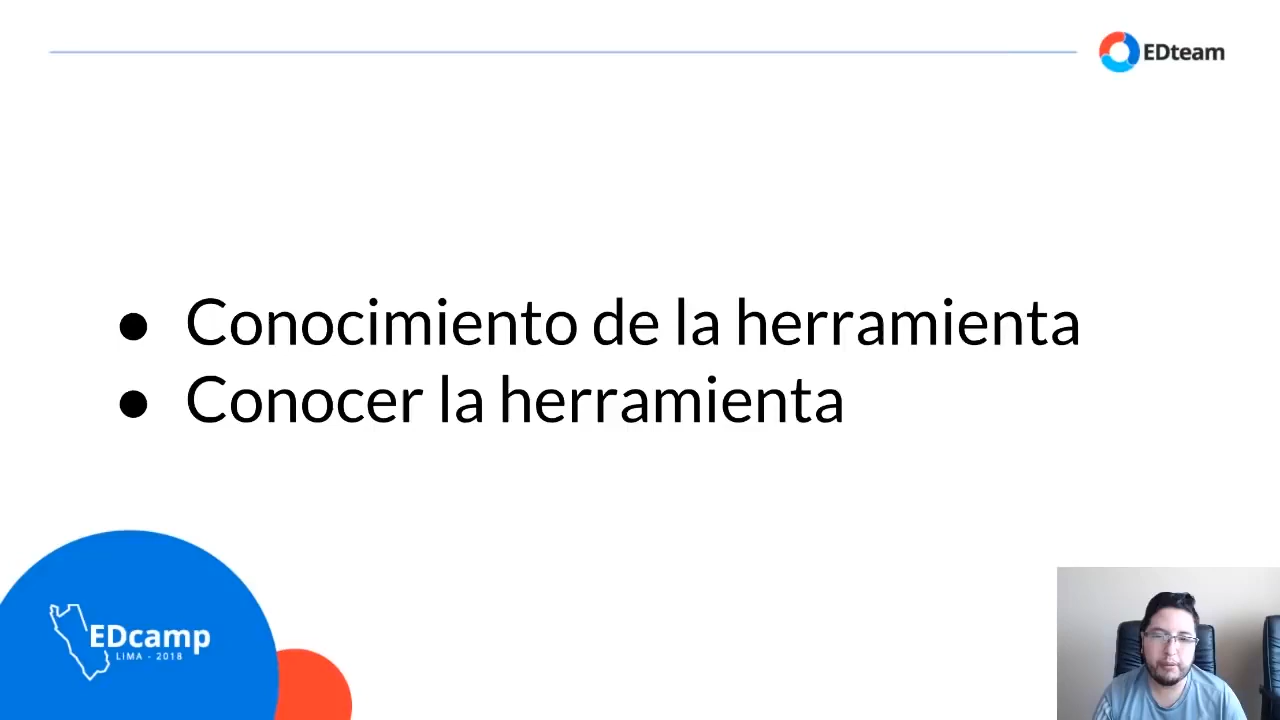 EDteam
● Conocimiento de la herramienta
● Conocer la herramienta
EDcamp
LIMA - 2018